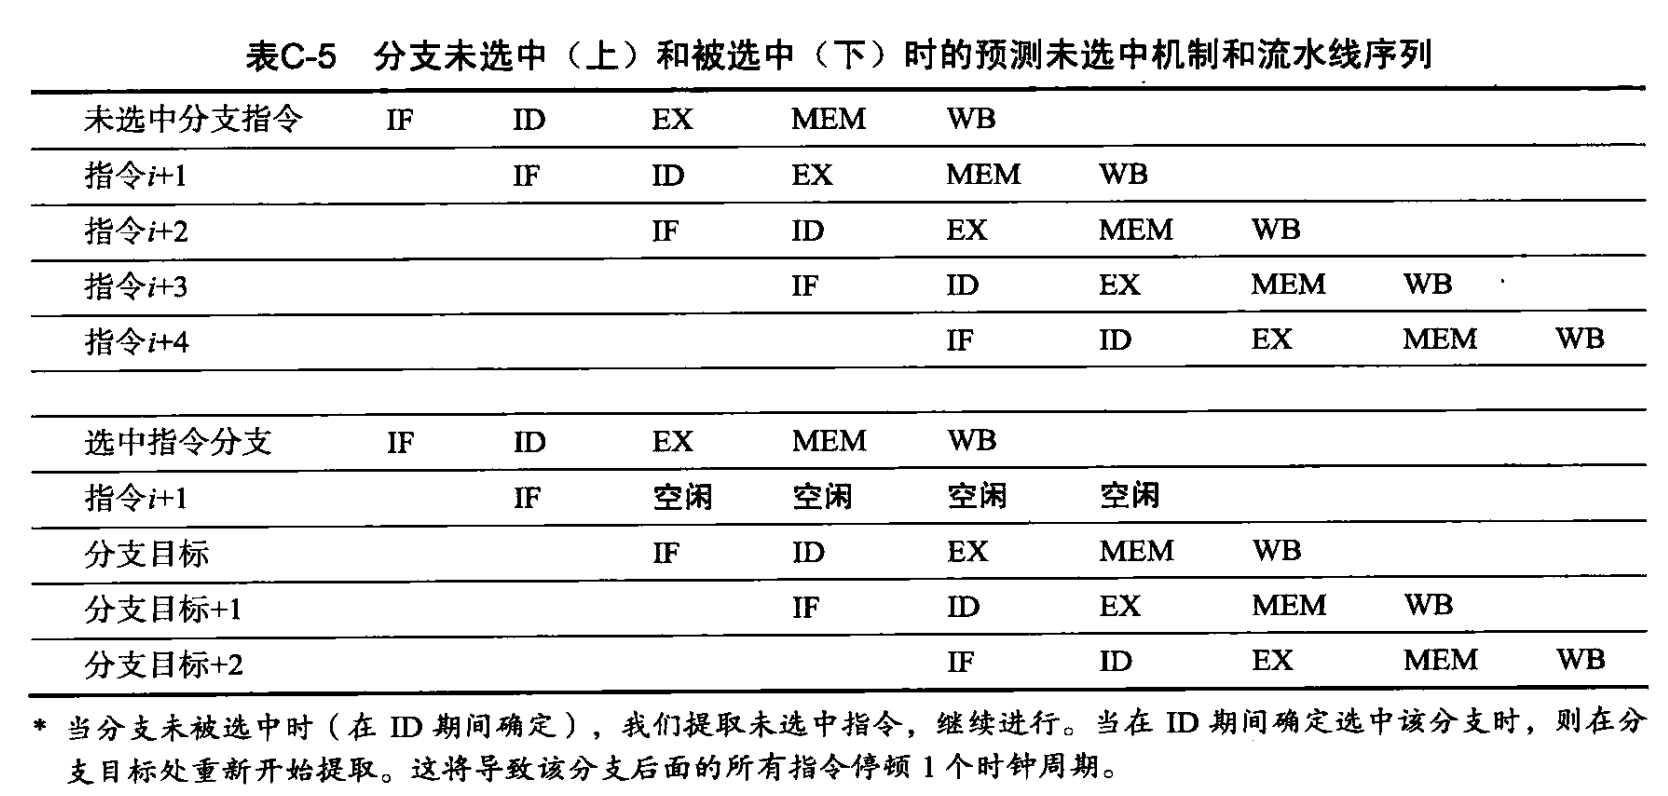 表C-5 分支未选中（上）和被选中（下）时的预测未选中机制和流水线序列
未选中分支指令 IF ID EX MEM WB
指令i+1 IF ID EX MEM WB
指令i+2 IF ID EX MEM WB
指令i+3 IF ID EX MEM WB
指令i+4 IF ID EX MEM WB
选中指令分支 IF ID EX MEM WB
指令i+1 IF 空闲 空闲 空闲 空闲
分支目标 IF ID EX MEM WB
分支目标+1 IF ID EX MEM WB
分支目标+2 IF ID EX MEM WB
* 当分支未被选中时（在 ID 期间确定），我们提取未选中指令，继续进行。当在 ID 期间确定选中该分支时，则在分
支目标处重新开始提取。这将导致该分支后面的所有指令停顿 1 个时钟周期。